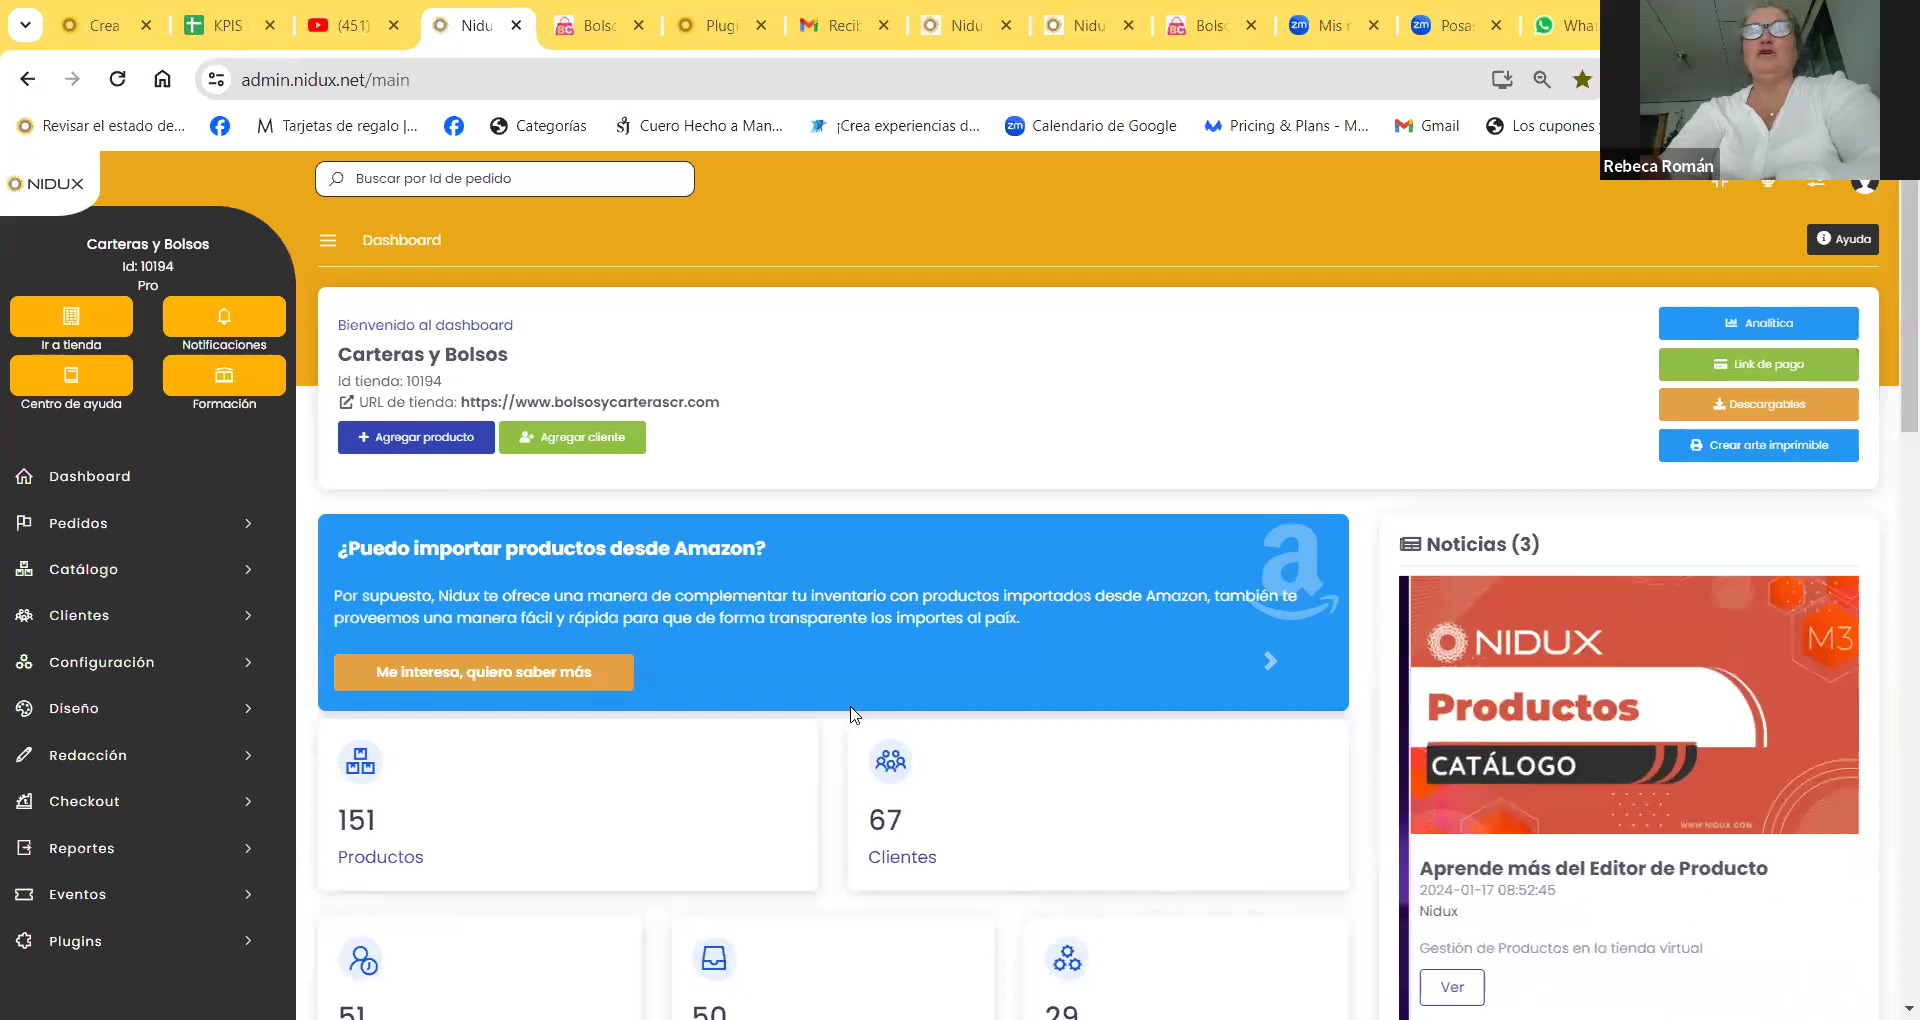 Crea
KPIS
(451)
Nidu
Bols
Plugi
Recib
Nidu
Nidu
Bols
Mis r
Posa
What
admin.nidux.net/main
Revisar el estado de...
Tarjetas de regalo |...
Categorías
Cuero Hecho a Man...
¡Crea experiencias d...
Calendario de Google
Pricing & Plans - M...
Gmail
Los cupones y
Rebeca Román
NIDUX
Buscar por Id de pedido
Carteras y Bolsos
Id: 10194
Pro
Ir a tienda
Notificaciones
Centro de ayuda
Formación
Dashboard
Pedidos
Catálogo
Clientes
Configuración
Diseño
Redacción
Checkout
Reportes
Eventos
Plugins
Dashboard
Ayuda
Bienvenido al dashboard
Carteras y Bolsos
Id tienda: 10194
URL de tienda: https://www.bolsosycarterascr.com
Agregar producto
Agregar cliente
Analítica
Link de pago
Descargables
Crear arte imprimible
¿Puedo importar productos desde Amazon?
Por supuesto, Nidux te ofrece una manera de complementar tu inventario con productos importados desde Amazon, también te
proveemos una manera fácil y rápida para que de forma transparente los importes al país.
Me interesa, quiero saber más
151
Productos
67
Clientes
51
50
29
Noticias (3)
NIDUX
M3
Productos
CATÁLOGO
WWW.NIDUX.COM
Aprende más del Editor de Producto
2024-01-17 08:52:45
Nidux
Gestión de Productos en la tienda virtual
Ver